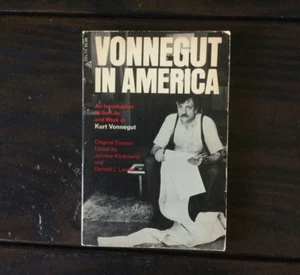 VONNEGUT
IN AMERICA
An Introduction
to the Life
and Work of
Kurt Vonnegut
Original Essays
Edited By
Jerome Klinkowitz
and
Donald L.